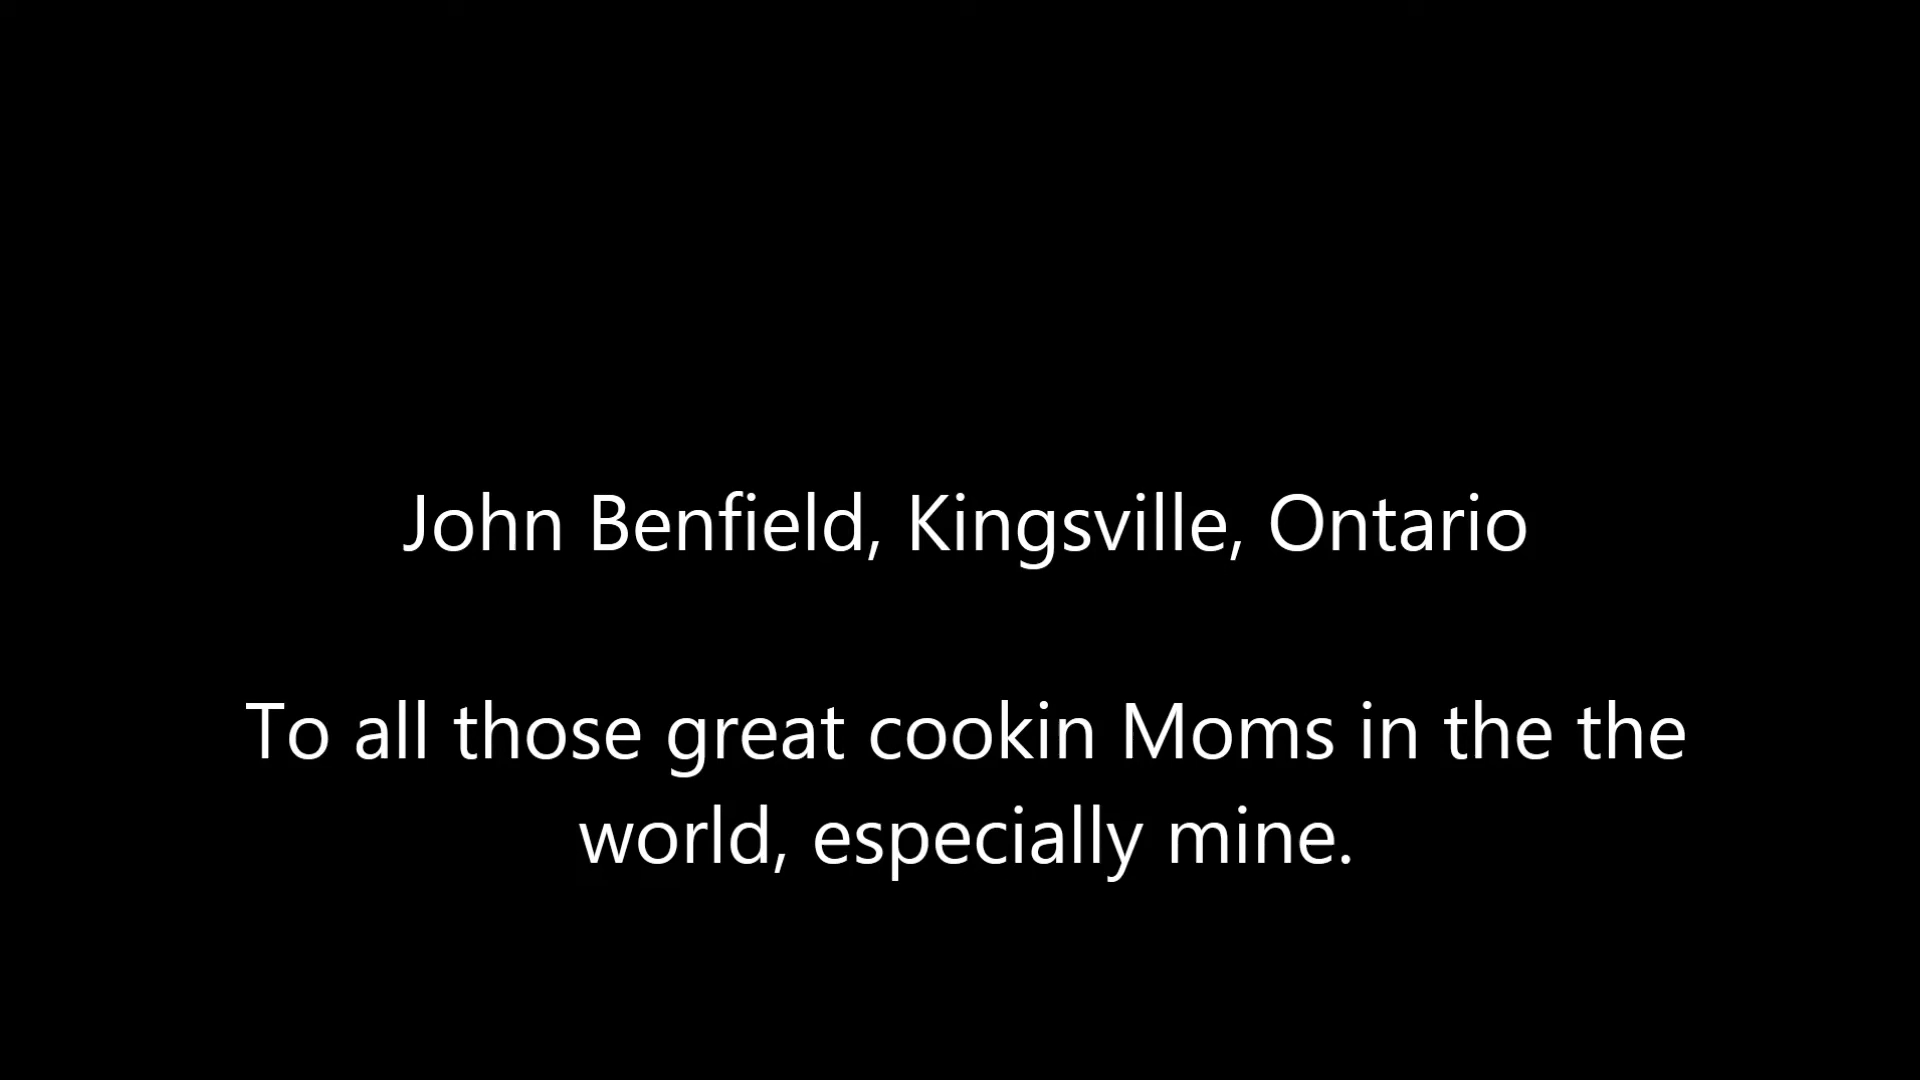 John Benfield, Kingsville, Ontario
To all those great cookin Moms in the the
world, especially mine.